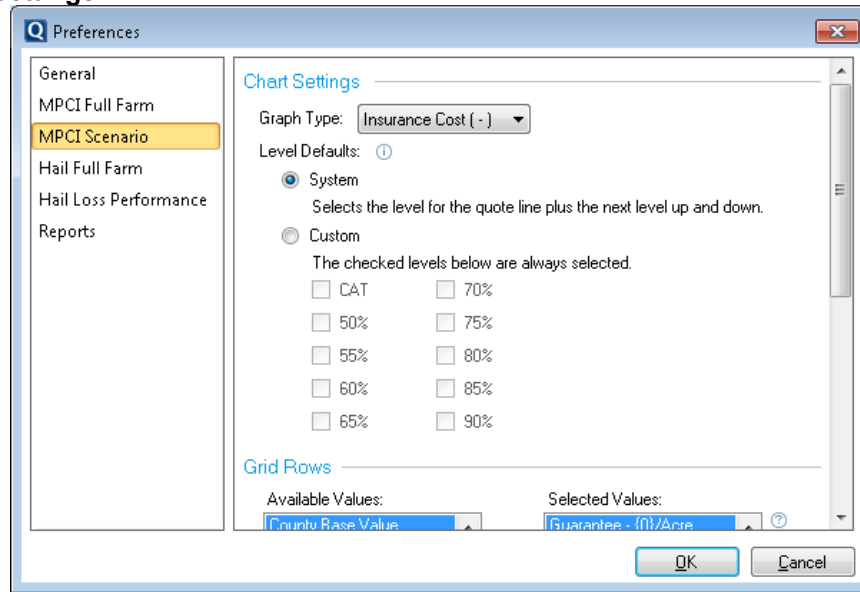 Preferences
General
MPCI Full Farm
MPCI Scenario
Hail Full Farm
Hail Loss Performance
Reports
Chart Settings
Graph Type: Insurance Cost ( - )
Level Defaults:
System
Selects the level for the quote line plus the next level up and down.
Custom
The checked levels below are always selected.
CAT 70%
50% 75%
55% 80%
60% 85%
65% 90%
Grid Rows
Available Values: Selected Values:
County Base Value Guarantee - {0}/Acre
OK Cancel